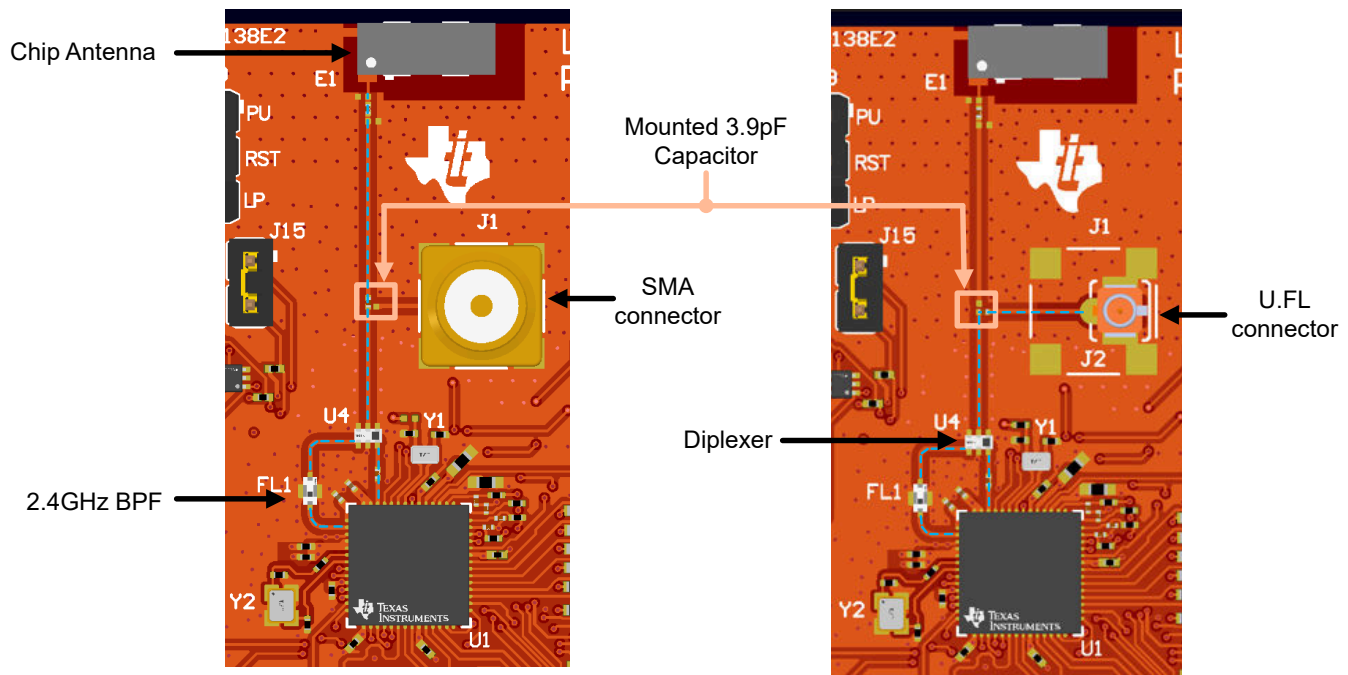 Chip Antenna
138E2
E1
PU
RST
LP
J15
J1
U4
Y1
FL1
Y2
TEXAS
INSTRUMENTS
U1
2.4GHz BPF
Mounted 3.9pF
Capacitor
SMA
connector
Diplexer
138E2
E1
PU
RST
LP
J15
J1
J2
U4
Y1
FL1
Y2
TEXAS
INSTRUMENTS
U1
U.FL
connector